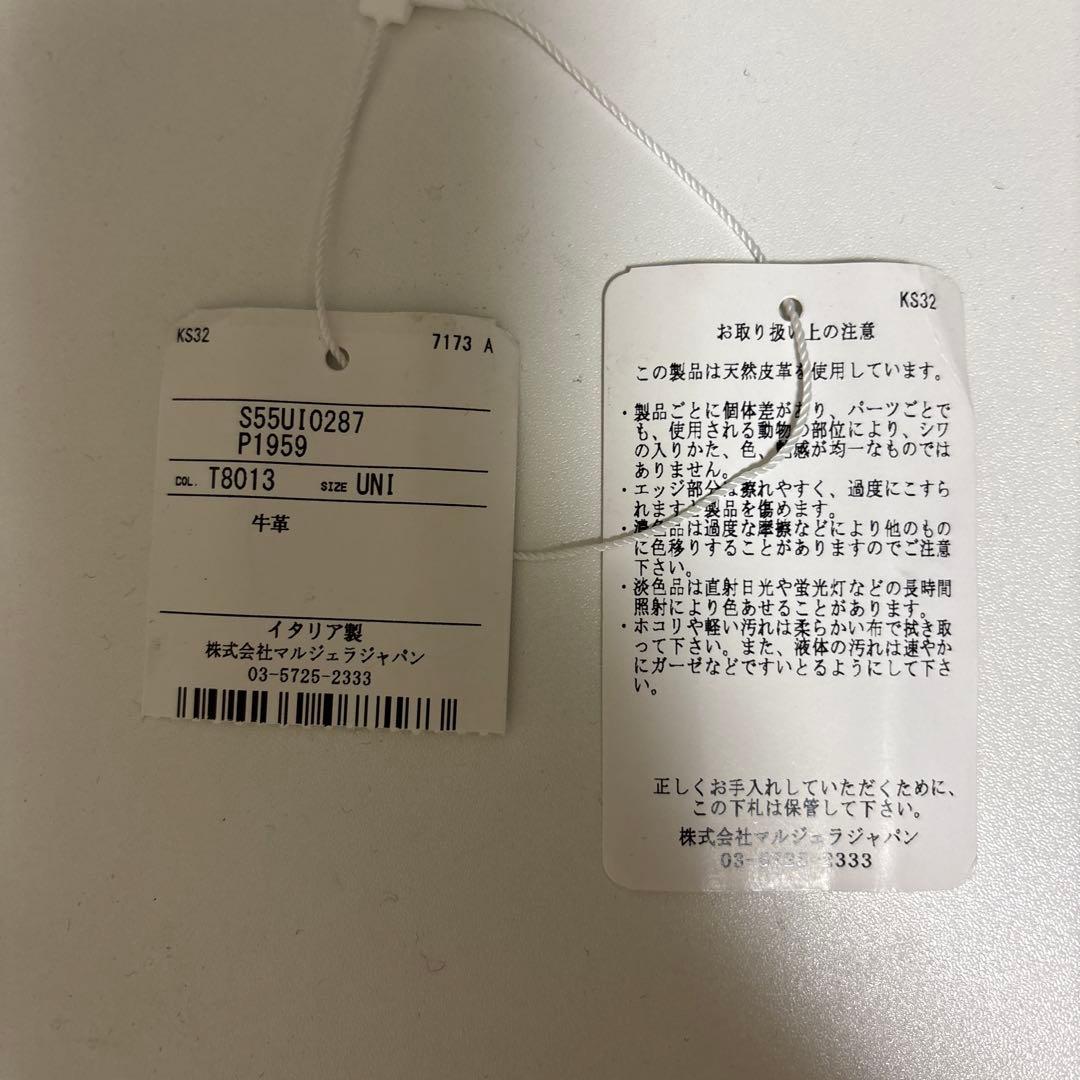 KS32
7173 A
S55UI0287
P1959
COL. T8013 SIZE UNI
牛革
イタリア製
株式会社マルジェラジャパン
03-5725-2333
KS32
お取り扱い上の注意
この製品は天然皮革を使用しています。
・製品ごとに個体差があり、パーツごとで
も、使用される動物の部位により、シワ
の入りかた、色、質感が均一なものでは
ありません。
・エッジ部分は擦れやすく、過度にこすら
れますと製品を傷めます。
・濃色品は過度な摩擦などにより他のもの
に色移りすることがありますのでご注意
下さい。
・淡色品は直射日光や蛍光灯などの長時間
照射により色あせることがあります。
・ホコリや軽い汚れは柔らかい布で拭き取
って下さい。また、液体の汚れは速やか
にガーゼなどですいとるようにして下さ
い。
正しくお手入れしていただくために、
この下札は保管して下さい。
株式会社マルジェラジャパン
03-5725-2333